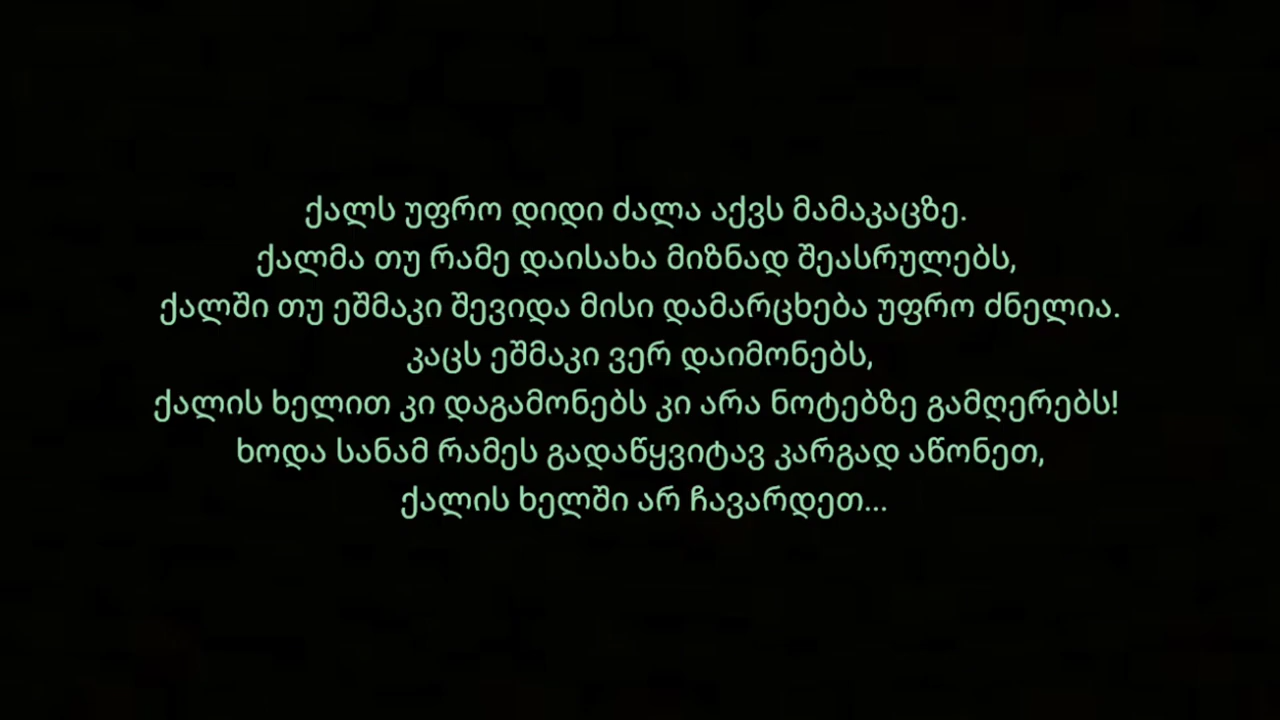 ქალს უფრო დიდი ძალა აქვს მამაკაცზე.
ქალმა თუ რამე დაისახა მიზნად შეასრულებს,
ქალში თუ ეშმაკი შევიდა მისი დამარცხება უფრო ძნელია.
კაცს ეშმაკი ვერ დაიმონებს,
ქალის ხელით კი დაგამონებს კი არა ნოტებზე გამღერებს!
ხოდა სანამ რამეს გადაწყვიტავ კარგად აწონეთ,
ქალის ხელში არ ჩავარდეთ...